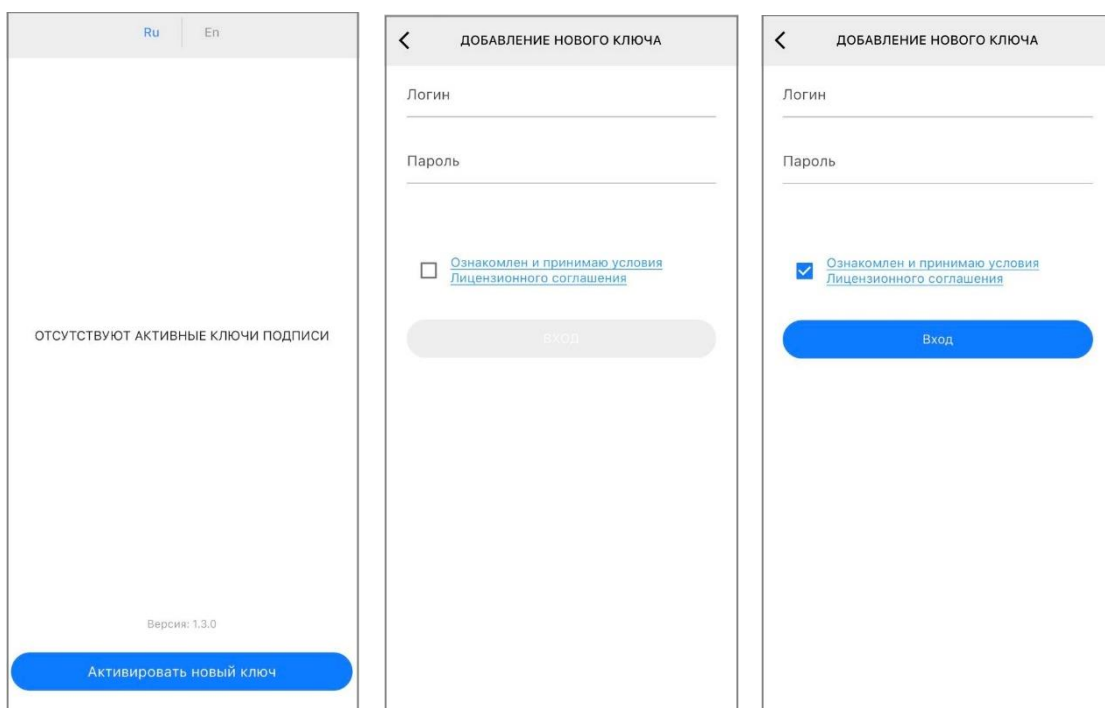 Ru En
ОТСУТСТВУЮТ АКТИВНЫЕ КЛЮЧИ ПОДПИСИ
Версия: 1.3.0
Активировать новый ключ
ДОБАВЛЕНИЕ НОВОГО КЛЮЧА
Логин
Пароль
Ознакомлен и принимаю условия
Лицензионного соглашения
ВХОД
ДОБАВЛЕНИЕ НОВОГО КЛЮЧА
Логин
Пароль
Ознакомлен и принимаю условия
Лицензионного соглашения
Вход